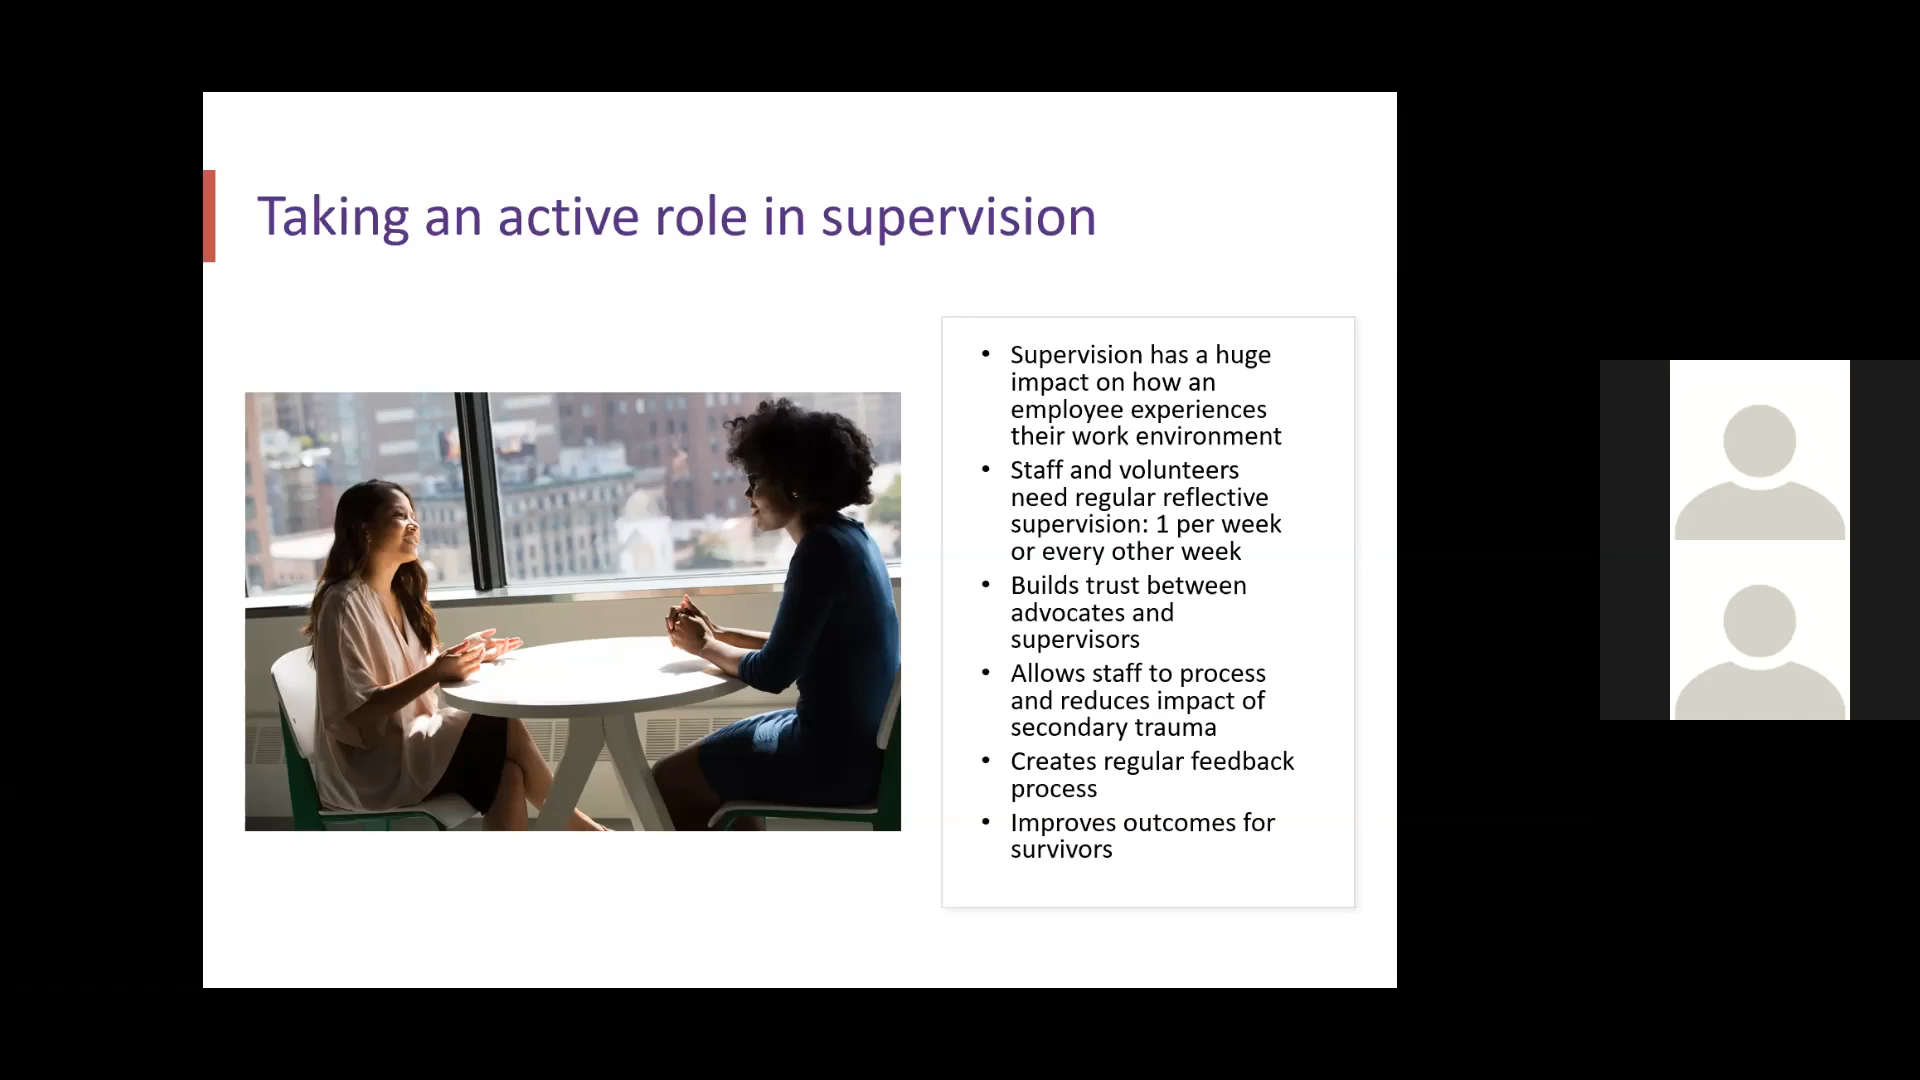 Taking an active role in supervision
• Supervision has a huge
impact on how an
employee experiences
their work environment
• Staff and volunteers
need regular reflective
supervision: 1 per week
or every other week
• Builds trust between
advocates and
supervisors
• Allows staff to process
and reduces impact of
secondary trauma
• Creates regular feedback
process
• Improves outcomes for
survivors